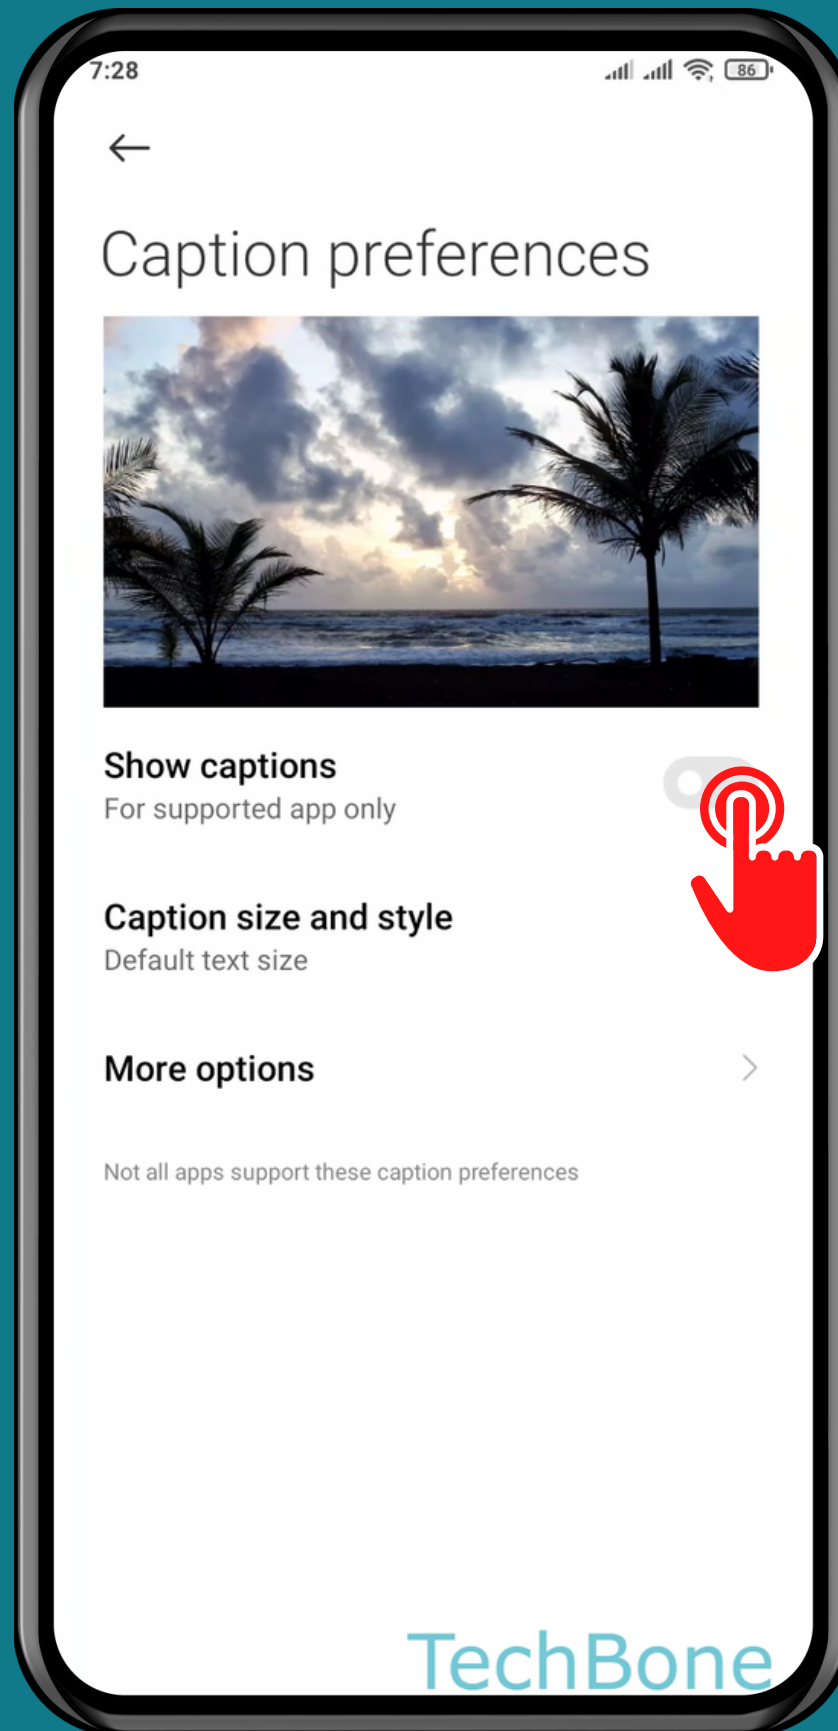 7:28
86
Caption preferences
Show captions
For supported app only
Caption size and style
Default text size
More options
Not all apps support these caption preferences
TechBone